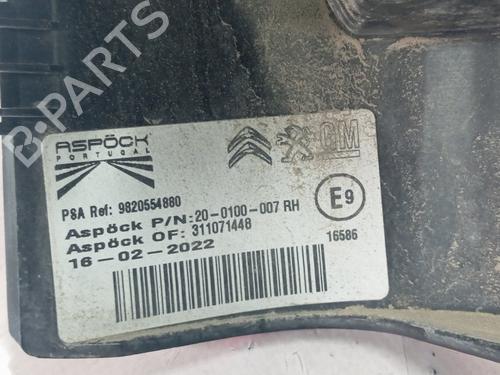 B-PARTS
ASPÖCK
PORTUGAL
GM
PSA Ref: 9820554880
Aspöck P/N:20-0100-007 RH
Aspöck OF: 311071448
16-02-2022
E9
16586